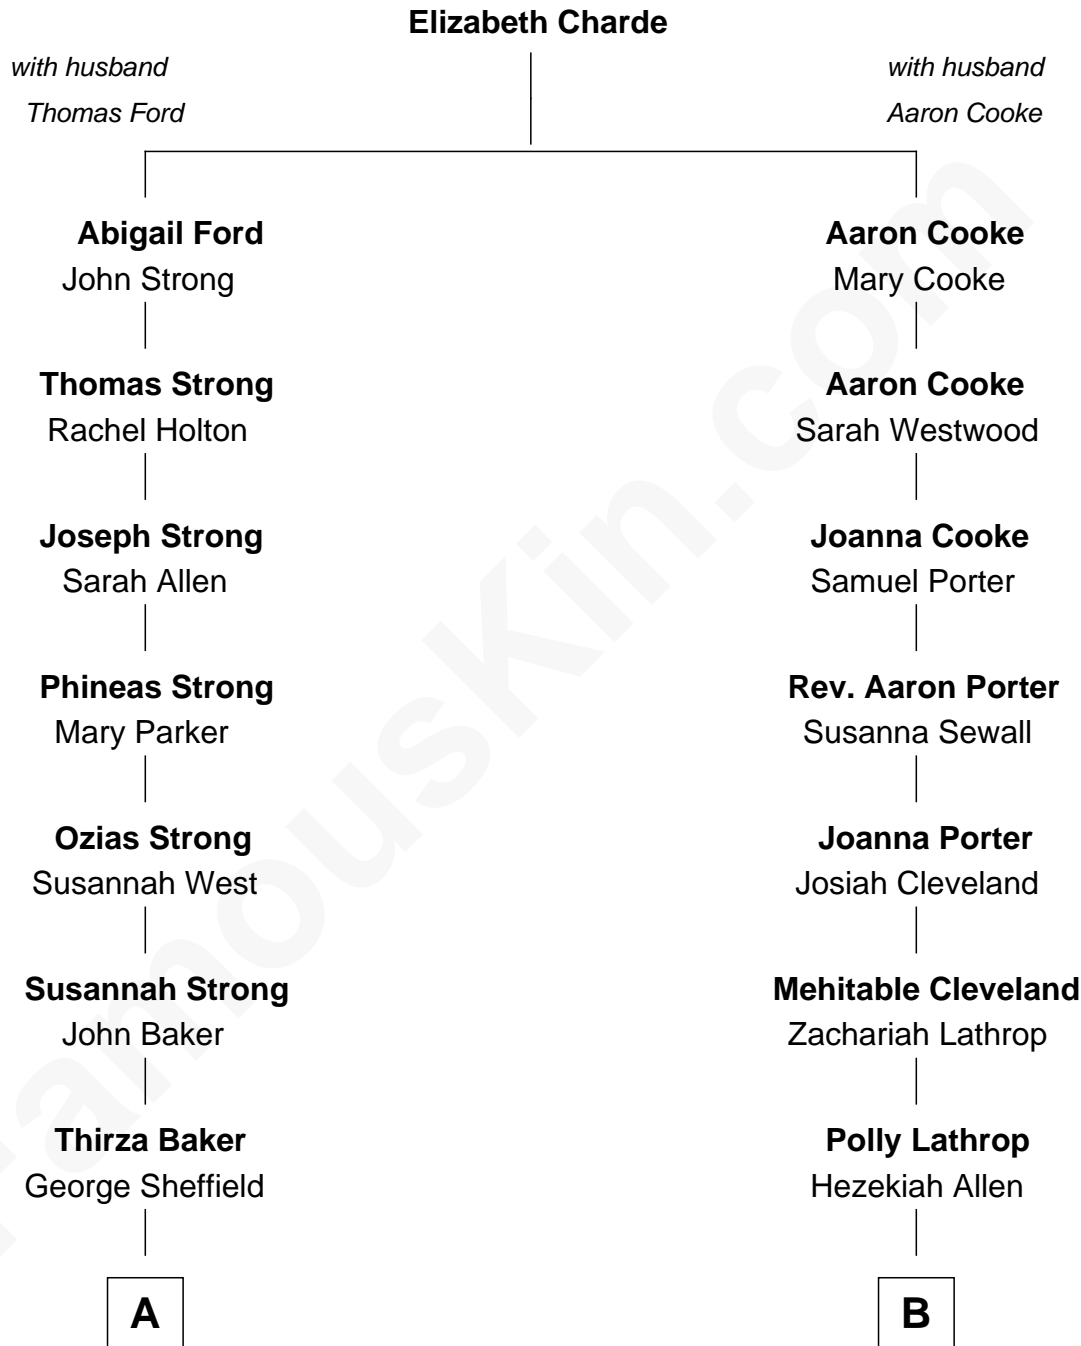 Elizabeth Charde
with husband
Thomas Ford
with husband
Aaron Cooke
Abigail Ford
John Strong
Aaron Cooke
Mary Cooke
Thomas Strong
Rachel Holton
Aaron Cooke
Sarah Westwood
Joseph Strong
Sarah Allen
Joanna Cooke
Samuel Porter
Phineas Strong
Mary Parker
Rev. Aaron Porter
Susanna Sewall
Ozias Strong
Susannah West
Joanna Porter
Josiah Cleveland
Susannah Strong
John Baker
Mehitable Cleveland
Zachariah Lathrop
Thirza Baker
George Sheffield
Polly Lathrop
Hezekiah Allen
A
B
FamousKin.com